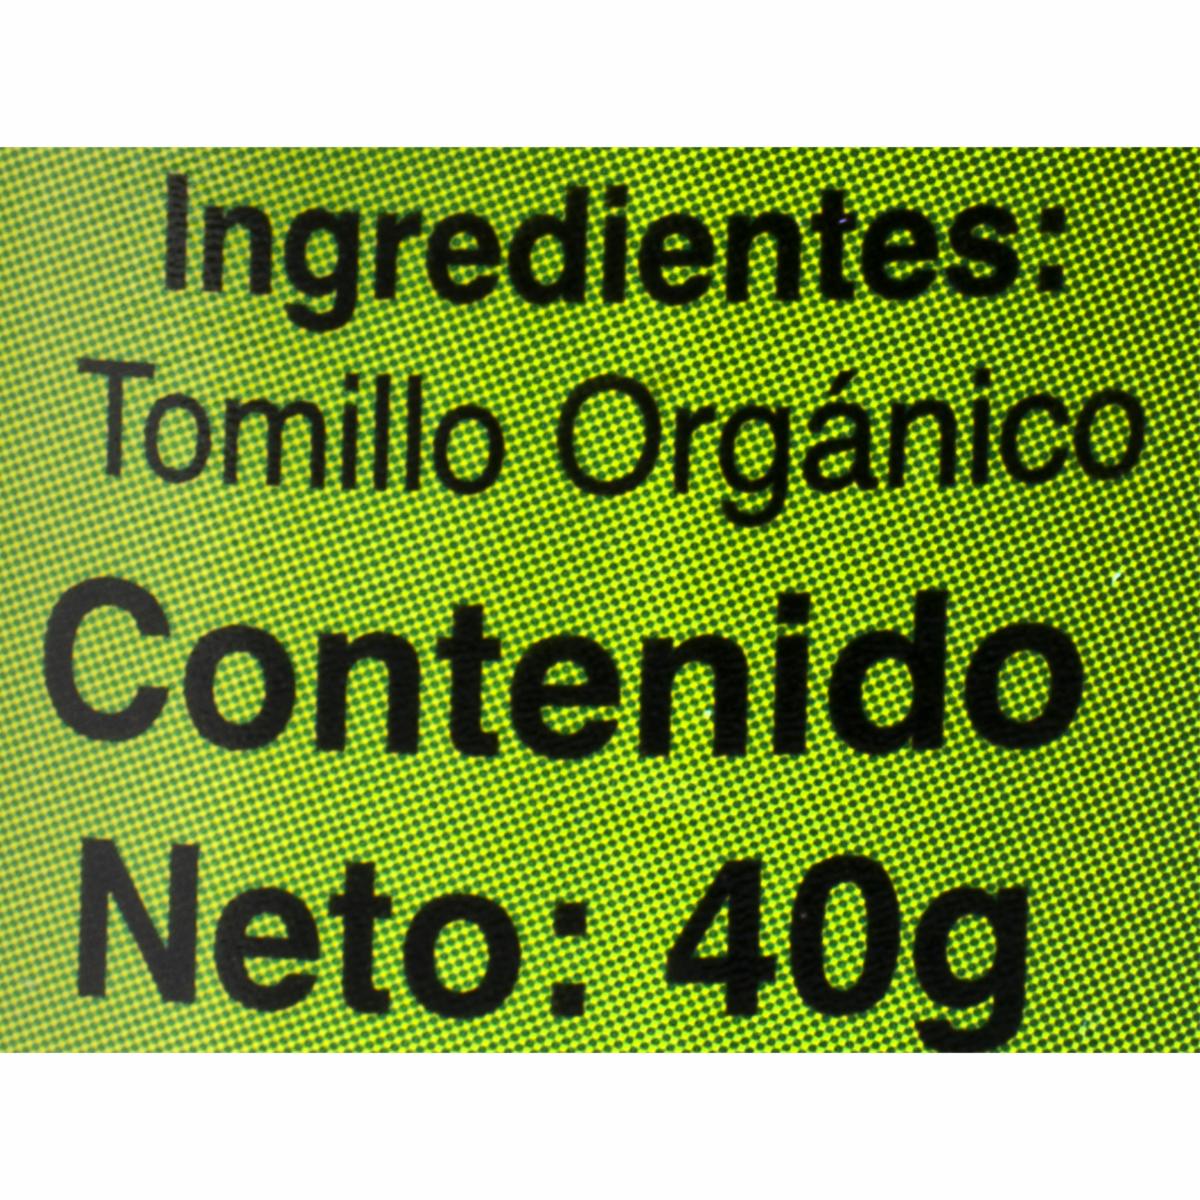 Ingredientes:
Tomillo Orgánico
Contenido
Neto: 40g